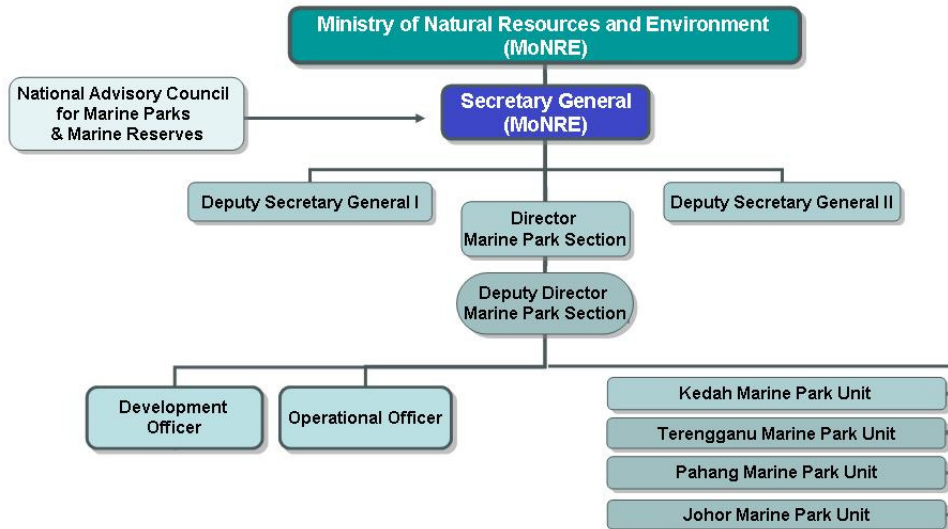 Ministry of Natural Resources and Environment
(MoNRE)
National Advisory Council
for Marine Parks
& Marine Reserves
Secretary General
(MoNRE)
Deputy Secretary General I
Deputy Secretary General II
Director
Marine Park Section
Deputy Director
Marine Park Section
Development
Officer
Operational Officer
Kedah Marine Park Unit
Terengganu Marine Park Unit
Pahang Marine Park Unit
Johor Marine Park Unit